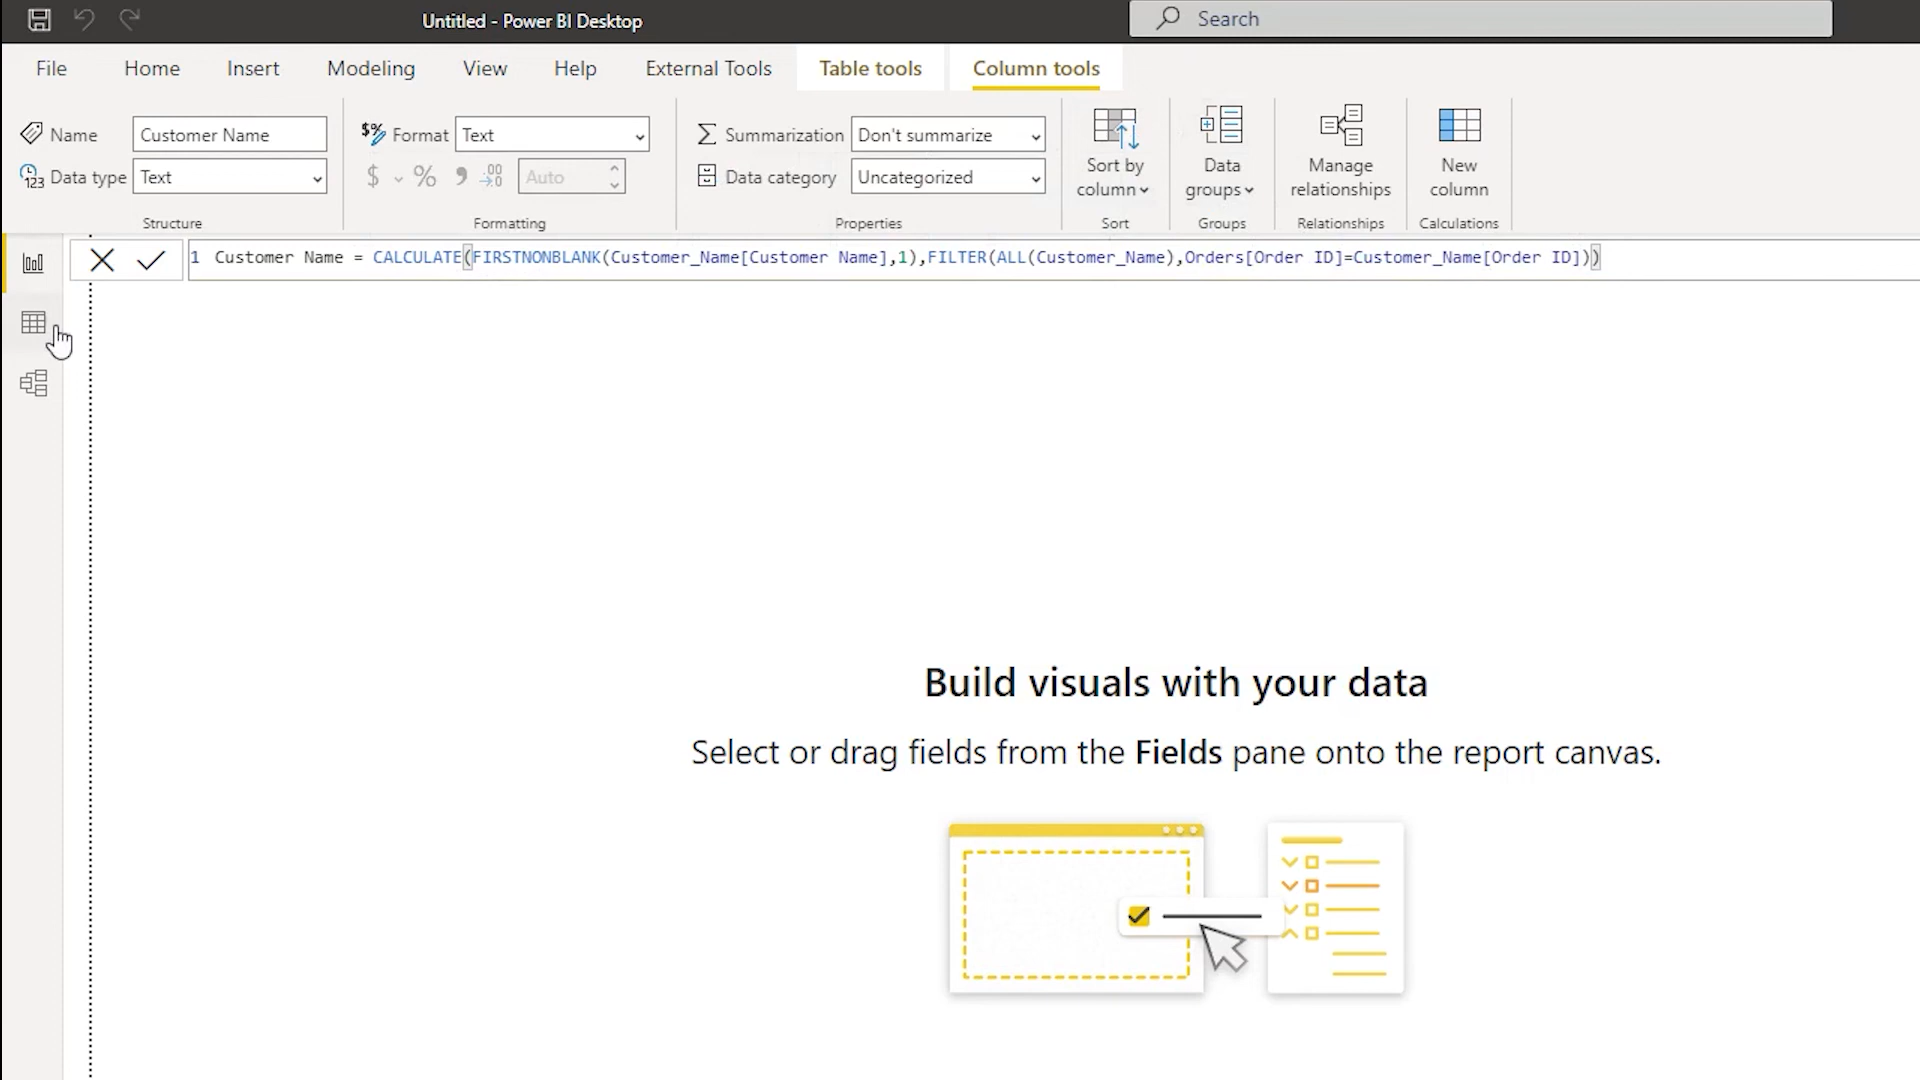 Untitled - Power BI Desktop
Search
File Home Insert Modeling View Help External Tools Table tools Column tools
Name Customer Name $% Format Text Summarization Don't summarize
Data type Text $ % Auto Data category Uncategorized
Sort by column
Data groups
Manage relationships
New column
Structure Formatting Properties Sort Groups Relationships Calculations
1 Customer Name = CALCULATE(FIRSTNONBLANK(Customer_Name[Customer Name],1),FILTER(ALL(Customer_Name),Orders[Order ID]=Customer_Name[Order ID]))
Build visuals with your data
Select or drag fields from the Fields pane onto the report canvas.